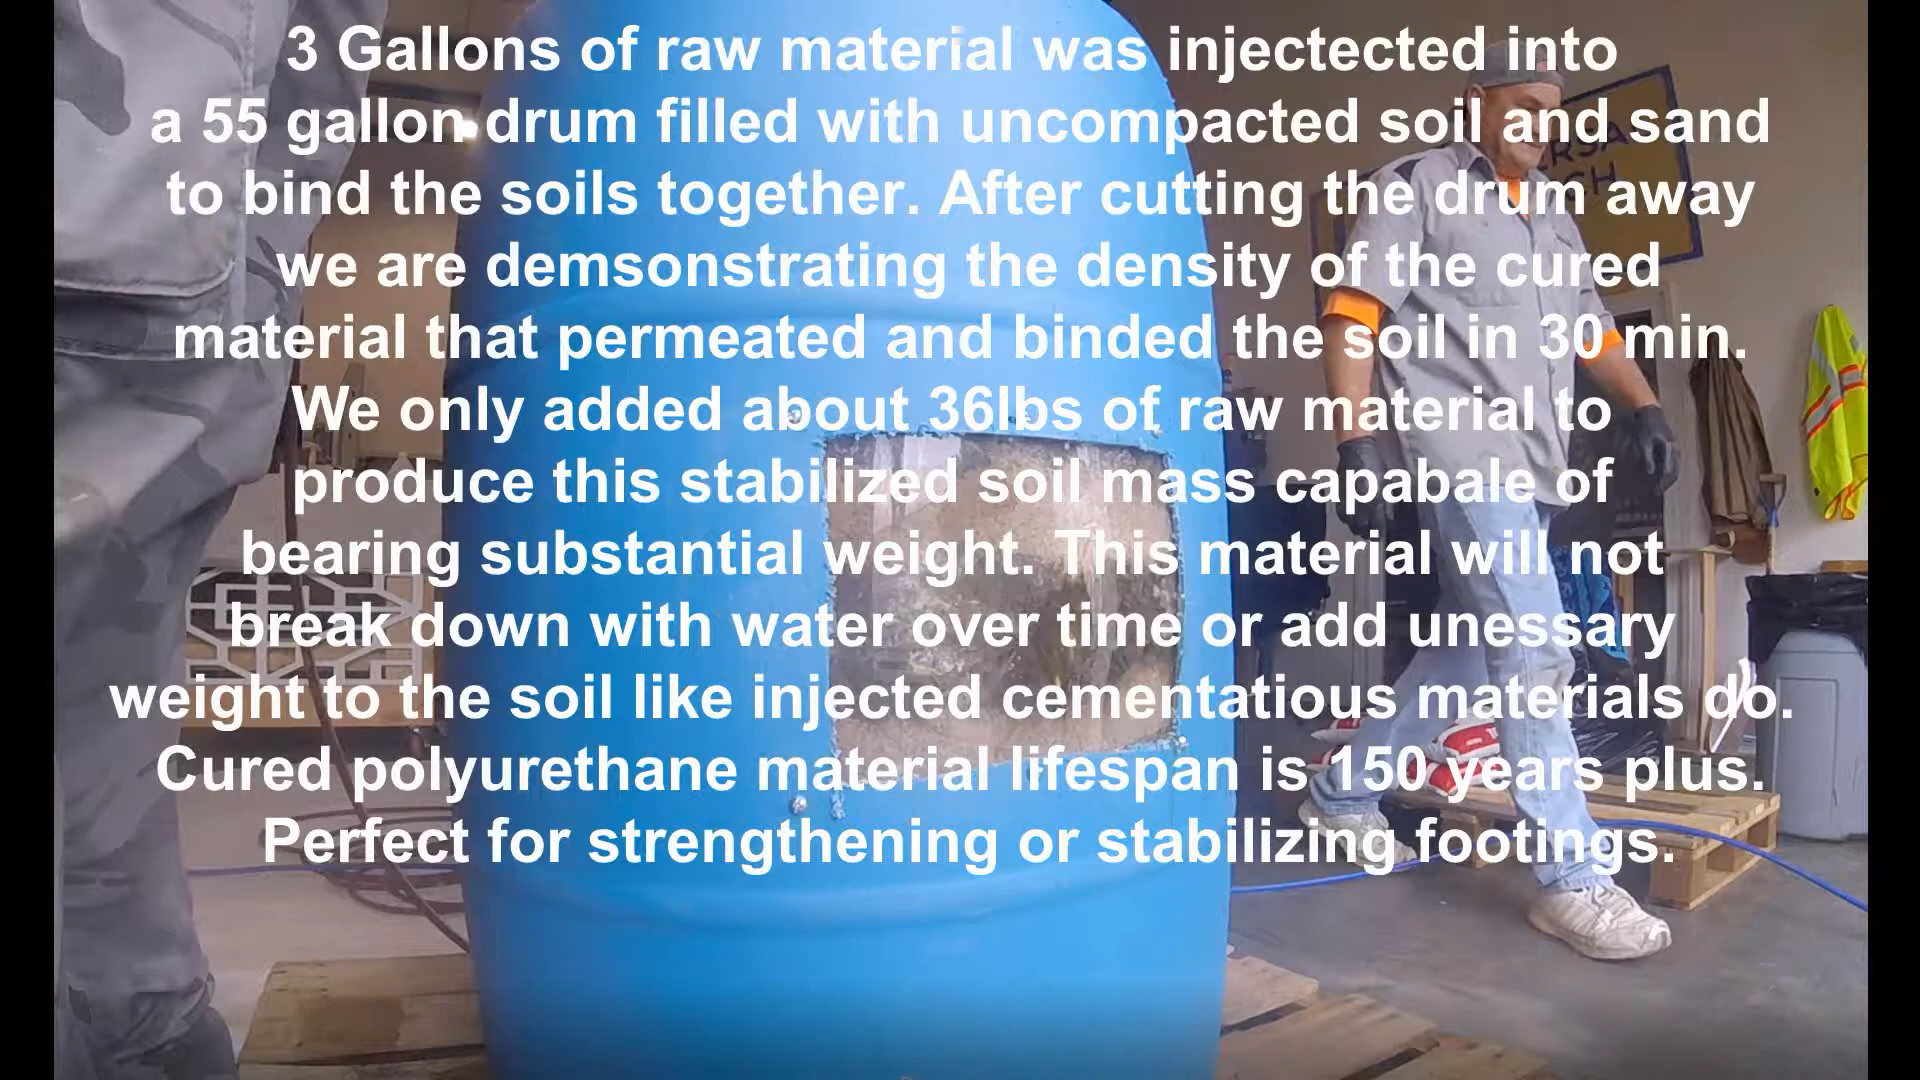 3 Gallons of raw material was injectected into
a 55 gallon drum filled with uncompacted soil and sand
to bind the soils together. After cutting the drum away
we are demsonstrating the density of the cured
material that permeated and binded the soil in 30 min.
We only added about 36lbs of raw material to
produce this stabilized soil mass capabale of
bearing substantial weight. This material will not
break down with water over time or add unessary
weight to the soil like injected cementatious materials do.
Cured polyurethane material lifespan is 150 years plus.
Perfect for strengthening or stabilizing footings.